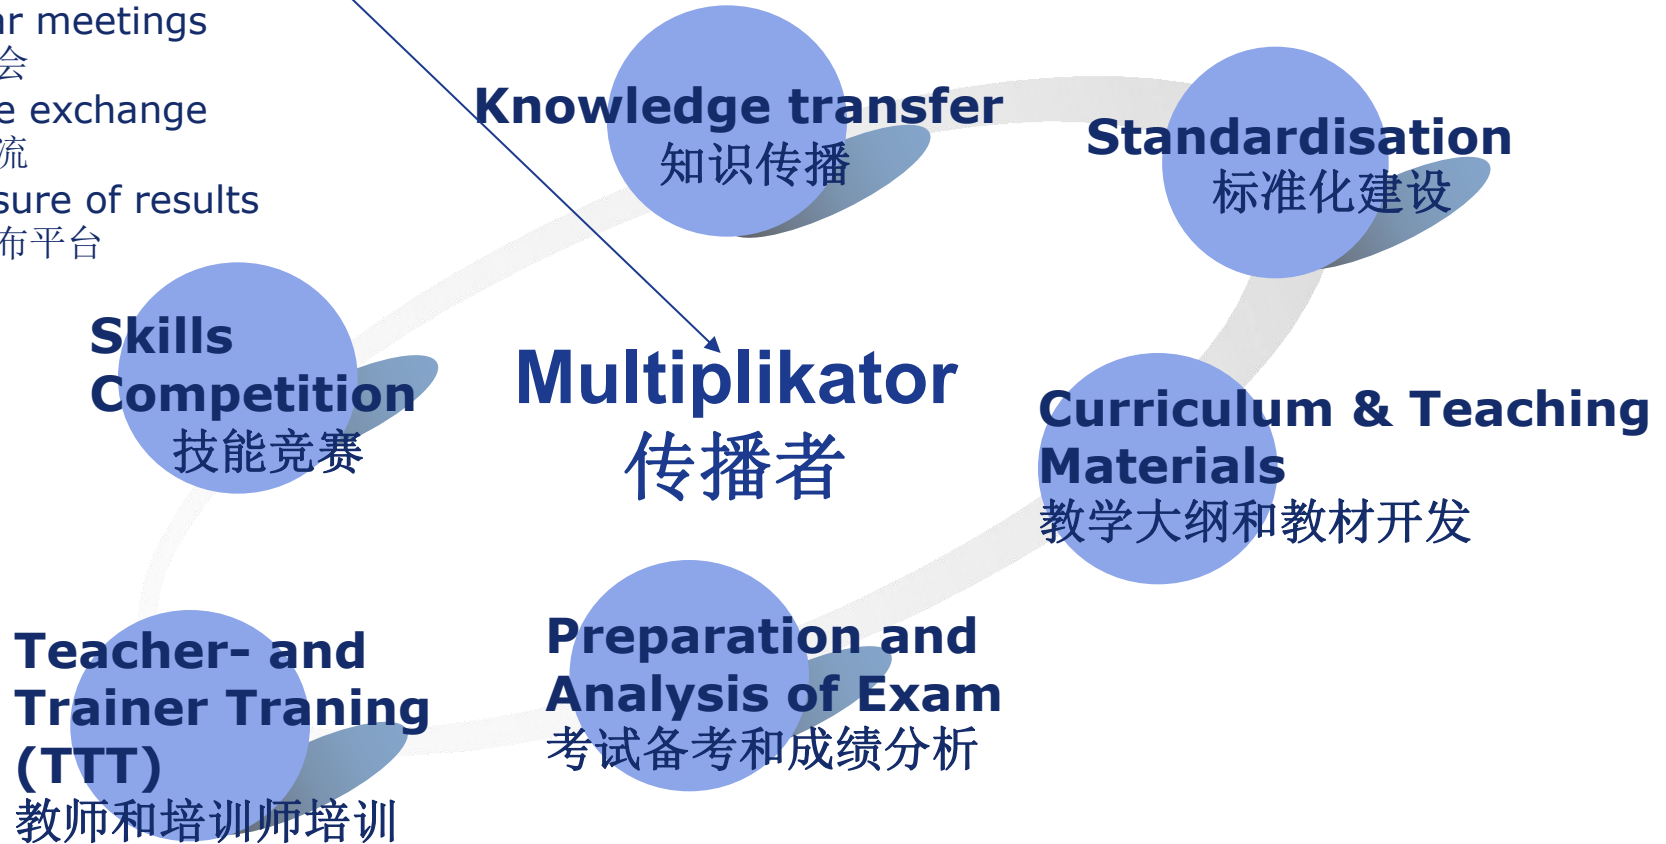 meetings
会
exchange
流
of results
布平台
Knowledge transfer
知识传播
Standardisation
标准化建设
Skills
Competition
技能竞赛
Multiplikator
传播者
Curriculum & Teaching
Materials
教学大纲和教材开发
Preparation and
Analysis of Exam
考试备考和成绩分析
Teacher- and
Trainer Traning
(TTT)
教师和培训师培训